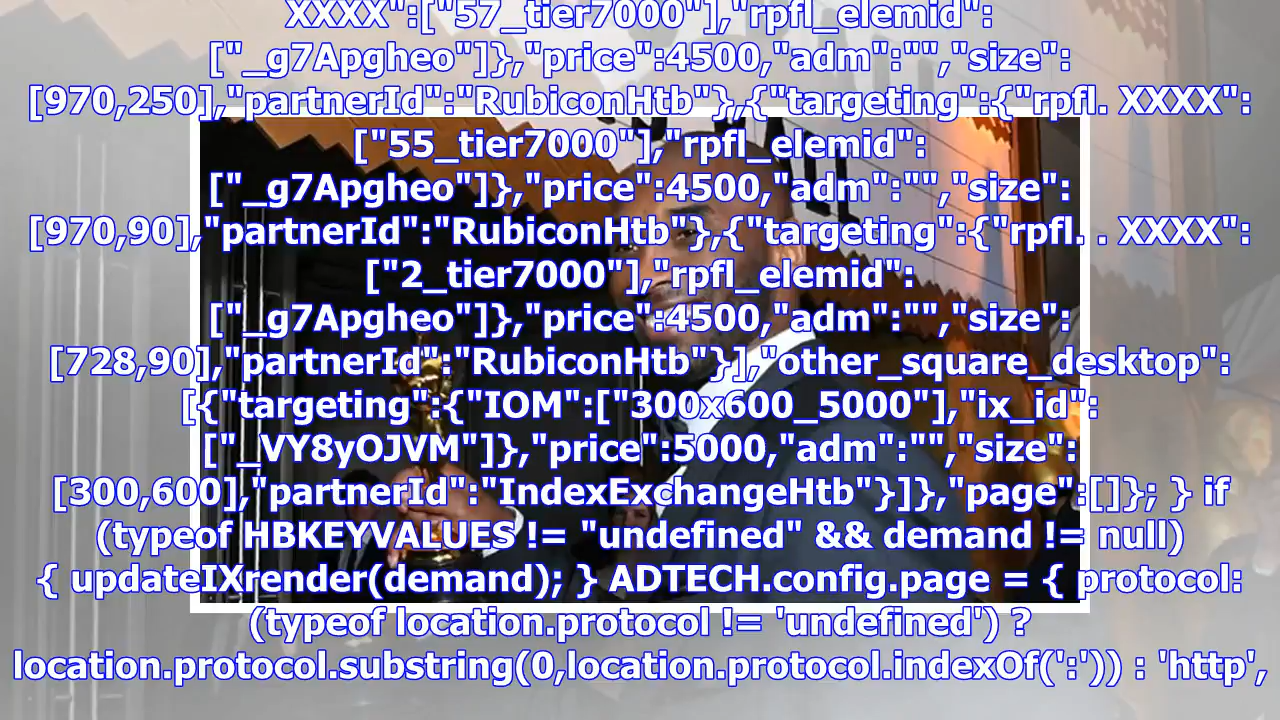 XXXX":["57_tier7000"],"rpfl_elemid":
["_g7Apgheo"]},"price":4500,"adm":"","size":
[970,250],"partnerId":"RubiconHtb"},{"targeting":{"rpfl. XXXX":
["55_tier7000"],"rpfl_elemid":
["_g7Apgheo"]},"price":4500,"adm":"","size":
[970,90],"partnerId":"RubiconHtb"},{"targeting":{"rpfl. . XXXX":
["2_tier7000"],"rpfl_elemid":
["_g7Apgheo"]},"price":4500,"adm":"","size":
[728,90],"partnerId":"RubiconHtb"}],"other_square_desktop":
[{"targeting":{"IOM":["300x600_5000"],"ix_id":
["_VY8yOJVM"]},"price":5000,"adm":"","size":
[300,600],"partnerId":"IndexExchangeHtb"}]},"page":[]}; } if
(typeof HBKEYVALUES != "undefined" && demand != null)
{ updateIXrender(demand); } ADTECH.config.page = { protocol:
(typeof location.protocol != 'undefined') ?
location.protocol.substring(0,location.protocol.indexOf(':')) : 'http',